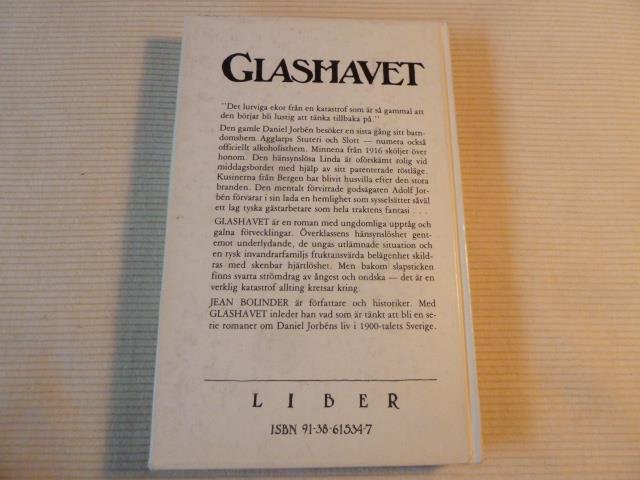 GLASHAVET
"Det lurviga ekot från en katastrof som är så gammal att
den börjat bli lustig att tänka tillbaka på."
Den gamle Daniel Jorbén besöker en sista gång sitt barn-
domshem. Agglarps Stuteri och Slott — numera också
officiellt alkoholisthem. Minnena från 1916 sköljer över
honom. Den hänsynslösa Linda är oförskämt rolig vid
middagsbordet med hjälp av sitt patenterade töstläge.
Kusinerna från Bergen har blivit husvilla efter den stora
branden. Den mentalt förvirrade godsägaren Adolf Jor-
bén förvarar i sin lada en hemlighet som sysselsätter såväl
ett lag tyska gästarbetare som hela traktens fantasi . . .
GLASHAVET är en roman med ungdomliga upptåg och
galna förvecklingar. Överklassens hänsynslöshet gent-
emot underlydande, de ungas utlämnade situation och
en rysk invandrarfamiljs fruktansvärda belägenhet skild-
ras med skenbar hjärtlöshet. Men bakom slapsticken
finns svarta strömdrag av ångest och ondska — det är en
verklig katastrof allting kretsar kring.
JEAN BOLINDER är författare och historiker. Med
GLASHAVET inleder han vad som är tänkt att bli en se-
rie romaner om Daniel Jorbéns liv i 1900-talets Sverige.
LIBER
ISBN 91-38-61534-7